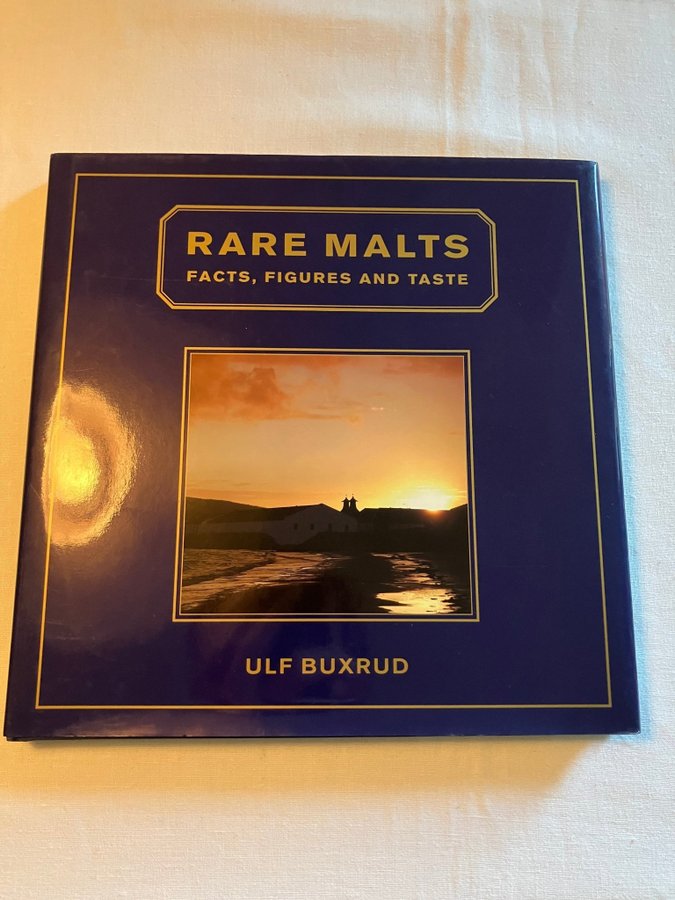 RARE MALTS
FACTS, FIGURES AND TASTE
ULF BUXRUD